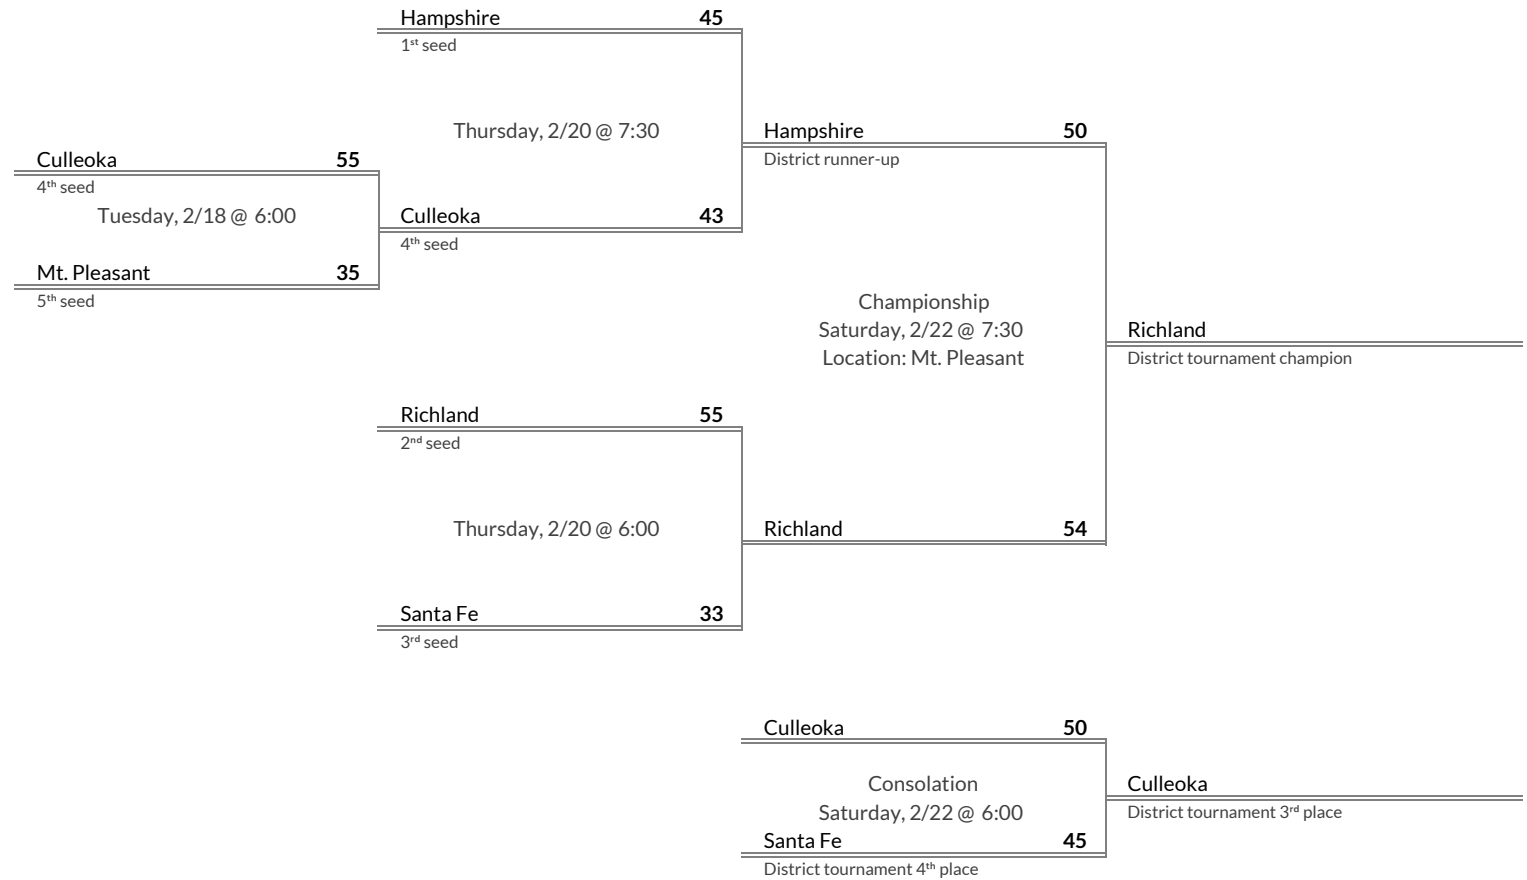 Hampshire 45
1st seed
Thursday, 2/20 @ 7:30
Hampshire 50
District runner-up
Culleoka 55
4th seed
Tuesday, 2/18 @ 6:00
Culleoka 43
4th seed
Mt. Pleasant 35
5th seed
Championship
Saturday, 2/22 @ 7:30
Location: Mt. Pleasant
Richland
District tournament champion
Richland 55
2nd seed
Thursday, 2/20 @ 6:00
Richland 54
Santa Fe 33
3rd seed
Culleoka 50
Consolation
Saturday, 2/22 @ 6:00
Culleoka
District tournament 3rd place
Santa Fe 45
District tournament 4th place